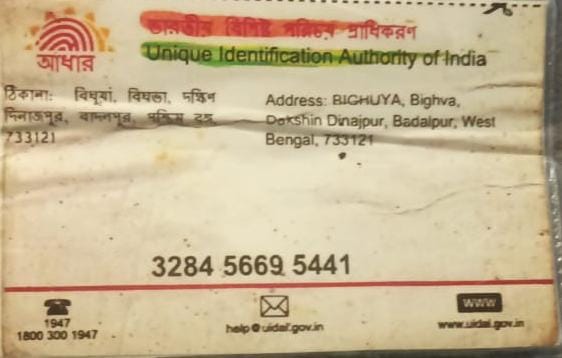 ভারতীয় বিশিষ্ট পরিচয় প্রাধিকরণ
Unique Identification Authority of India
আধার
ঠিকানা: বিঘূয়া, বিঘভা, দক্ষিণ
দিনাজপুর, বাদলপুর, পশ্চিম বঙ্গ,
733121
Address: BIGHUYA, Bighva,
Dakshin Dinajpur, Badalpur, West
Bengal, 733121
3284 5669 5441
1947
1800 300 1947
help@uidai.gov.in
WWW
www.uidai.gov.in